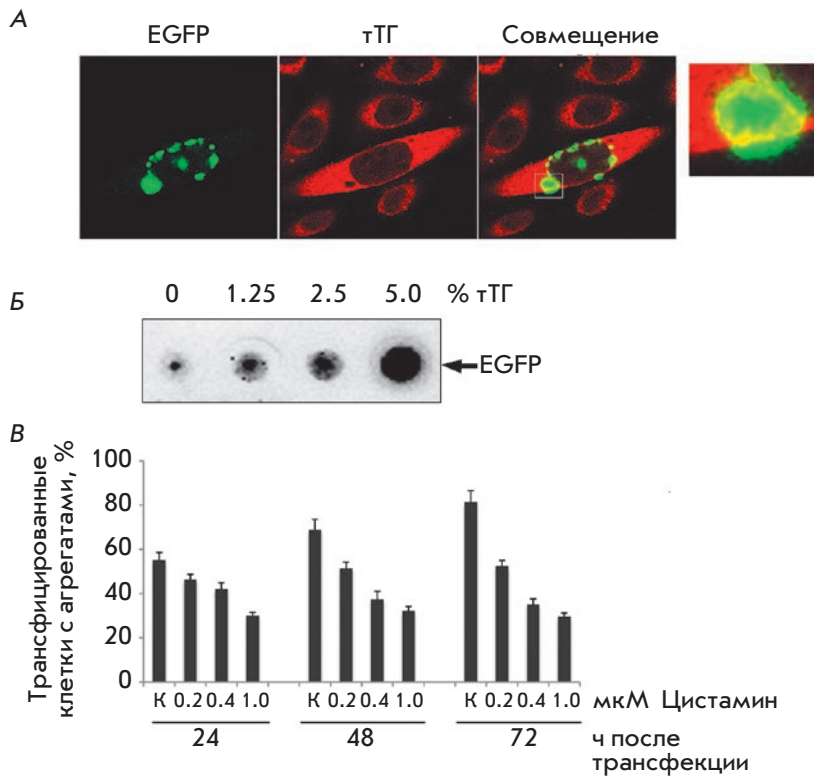 А
EGFP тТГ Совмещение
Б
0 1.25 2.5 5.0 % тТГ
EGFP
В
Трансфицированные
клетки с агрегатами, %
100
80
60
40
20
0
К 0.2 0.4 1.0 К 0.2 0.4 1.0 К 0.2 0.4 1.0 мкМ Цистамин
24 48 72 ч после
трансфекции